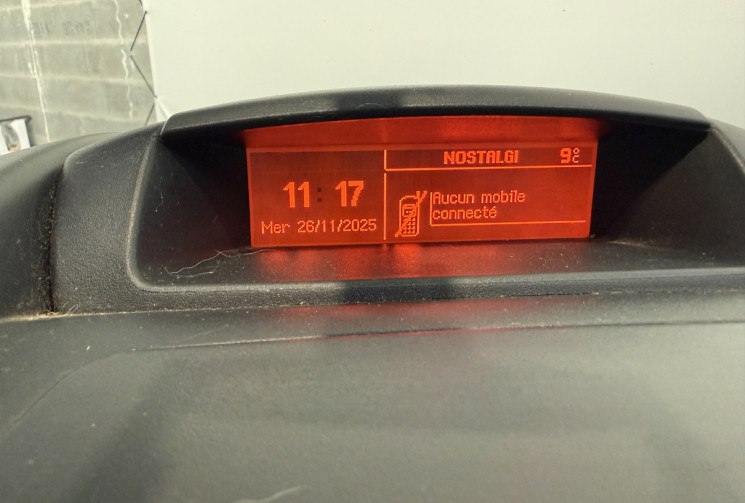 NOSTALGI 9°C
11:17
Mer 26/11/2025
Aucun mobile
connecté